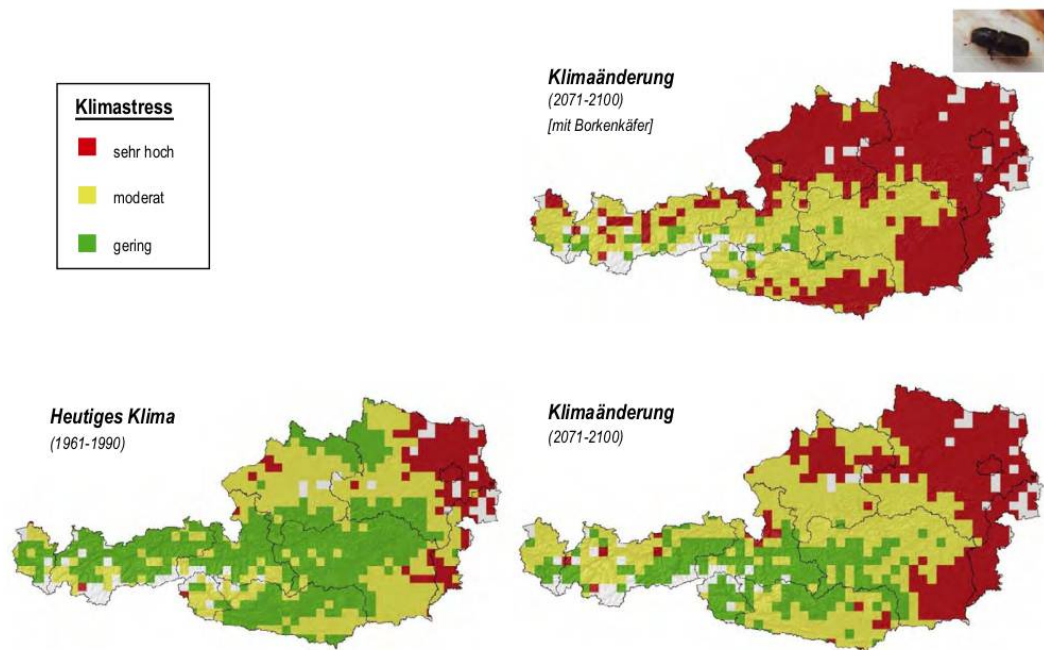 Klimastress
sehr hoch
moderat
gering
Klimaänderung
(2071-2100)
[mit Borkenkäfer]
Heutiges Klima
(1961-1990)
Klimaänderung
(2071-2100)